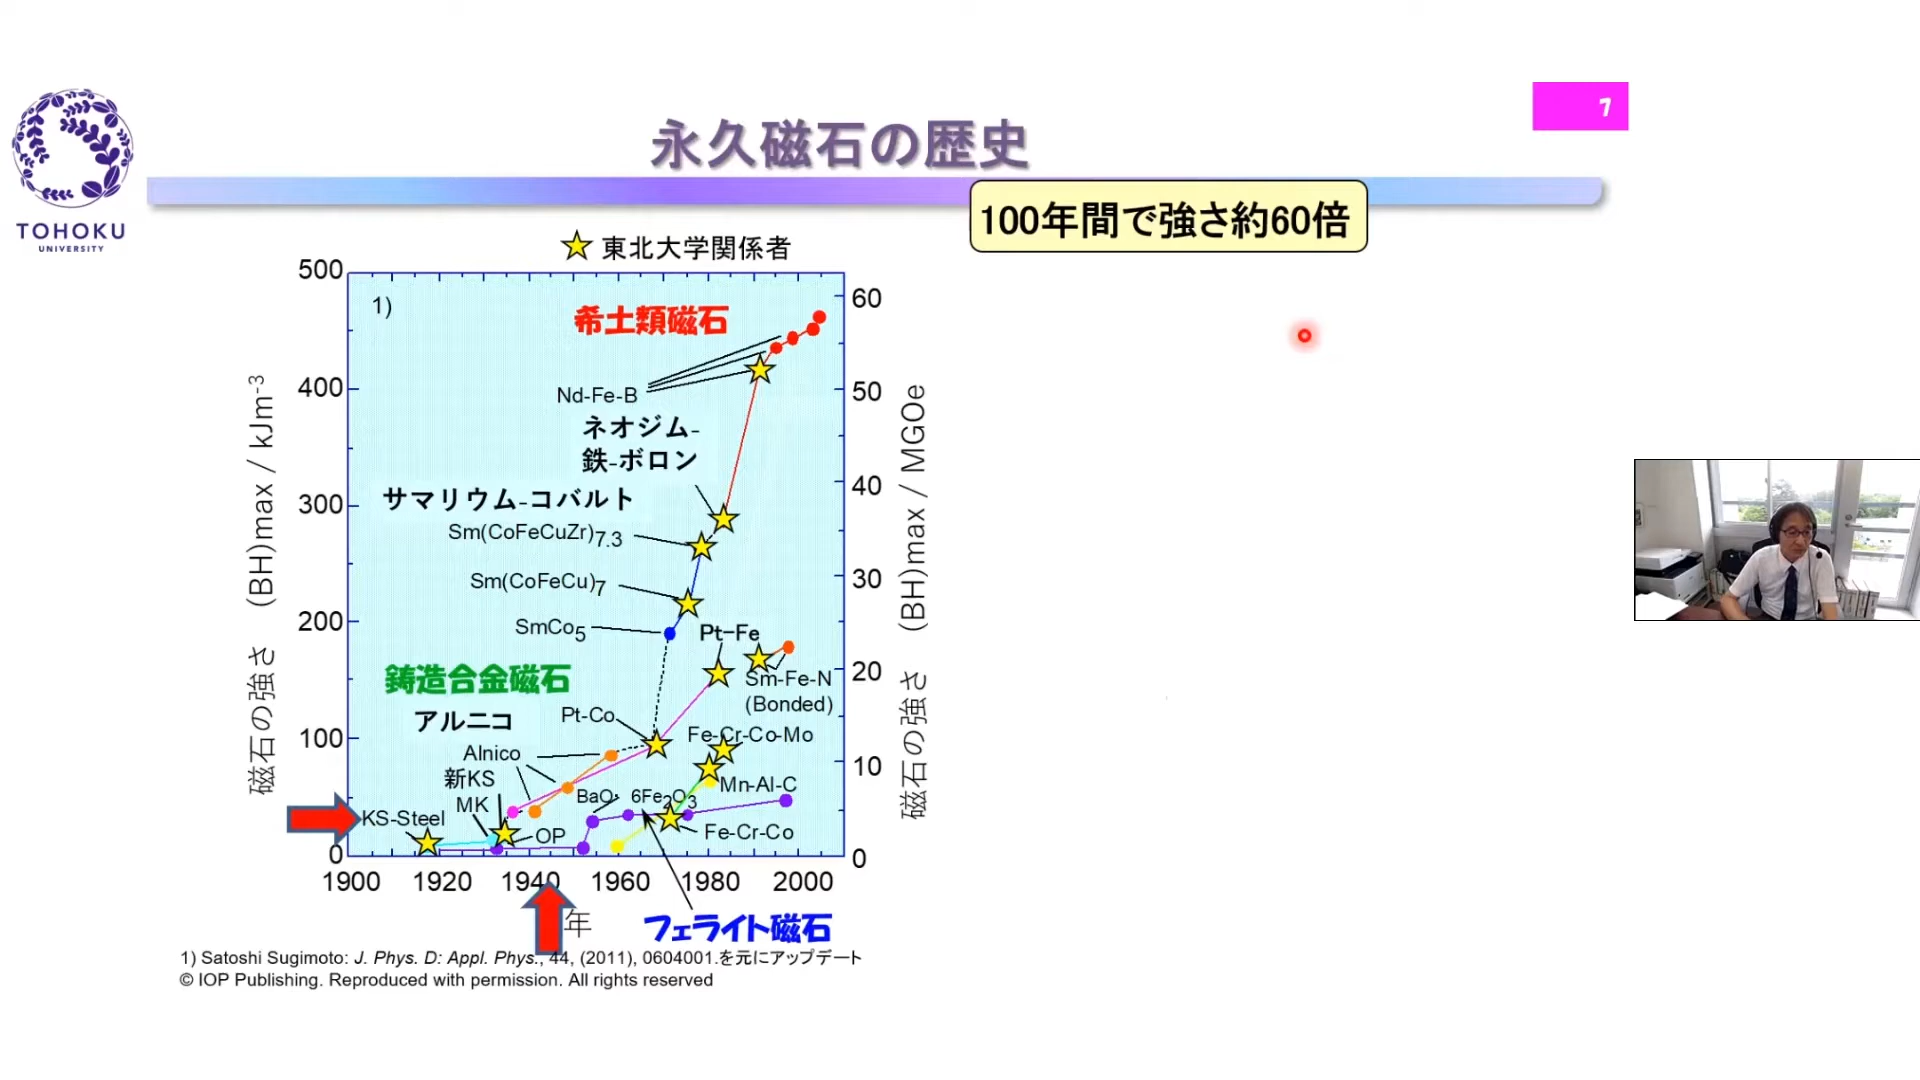 7
永久磁石の歴史
TOHOKU
UNIVERSITY
100年間で強さ約60倍
東北大学関係者
1)
希土類磁石
Nd-Fe-B
ネオジム-
鉄-ボロン
サマリウム-コバルト
Sm(CoFeCuZr)7.3
Sm(CoFeCu)7
SmCo5
Pt-Fe
鋳造合金磁石
Sm-Fe-N
(Bonded)
アルニコ
Pt-Co
Fe-Cr-Co-Mo
Alnico
新KS
Mn-Al-C
MK
BaO・6Fe2O3
KS-Steel
OP
Fe-Cr-Co
500
400
300
200
100
0
磁石の強さ (BH)max / kJm-3
60
50
40
30
20
10
0
磁石の強さ (BH)max / MGOe
1900 1920 1940 1960 1980 2000
年
フェライト磁石
1) Satoshi Sugimoto: J. Phys. D: Appl. Phys., 44, (2011), 0604001.を元にアップデート
© IOP Publishing. Reproduced with permission. All rights reserved